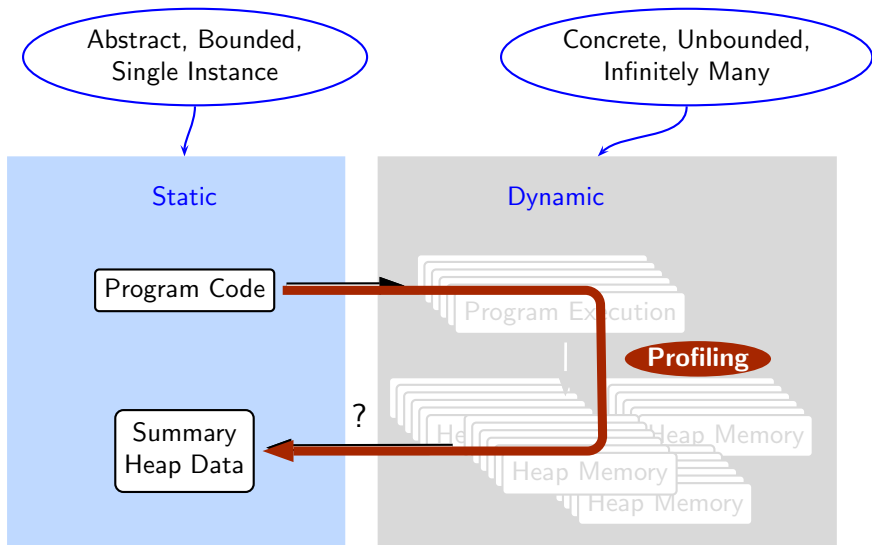 Abstract, Bounded,
Single Instance
Concrete, Unbounded,
Infinitely Many
Static
Dynamic
Program Code
Program Execution
Profiling
?
Summary
Heap Data
He
Heap Memory
Heap Memory
Heap Memory